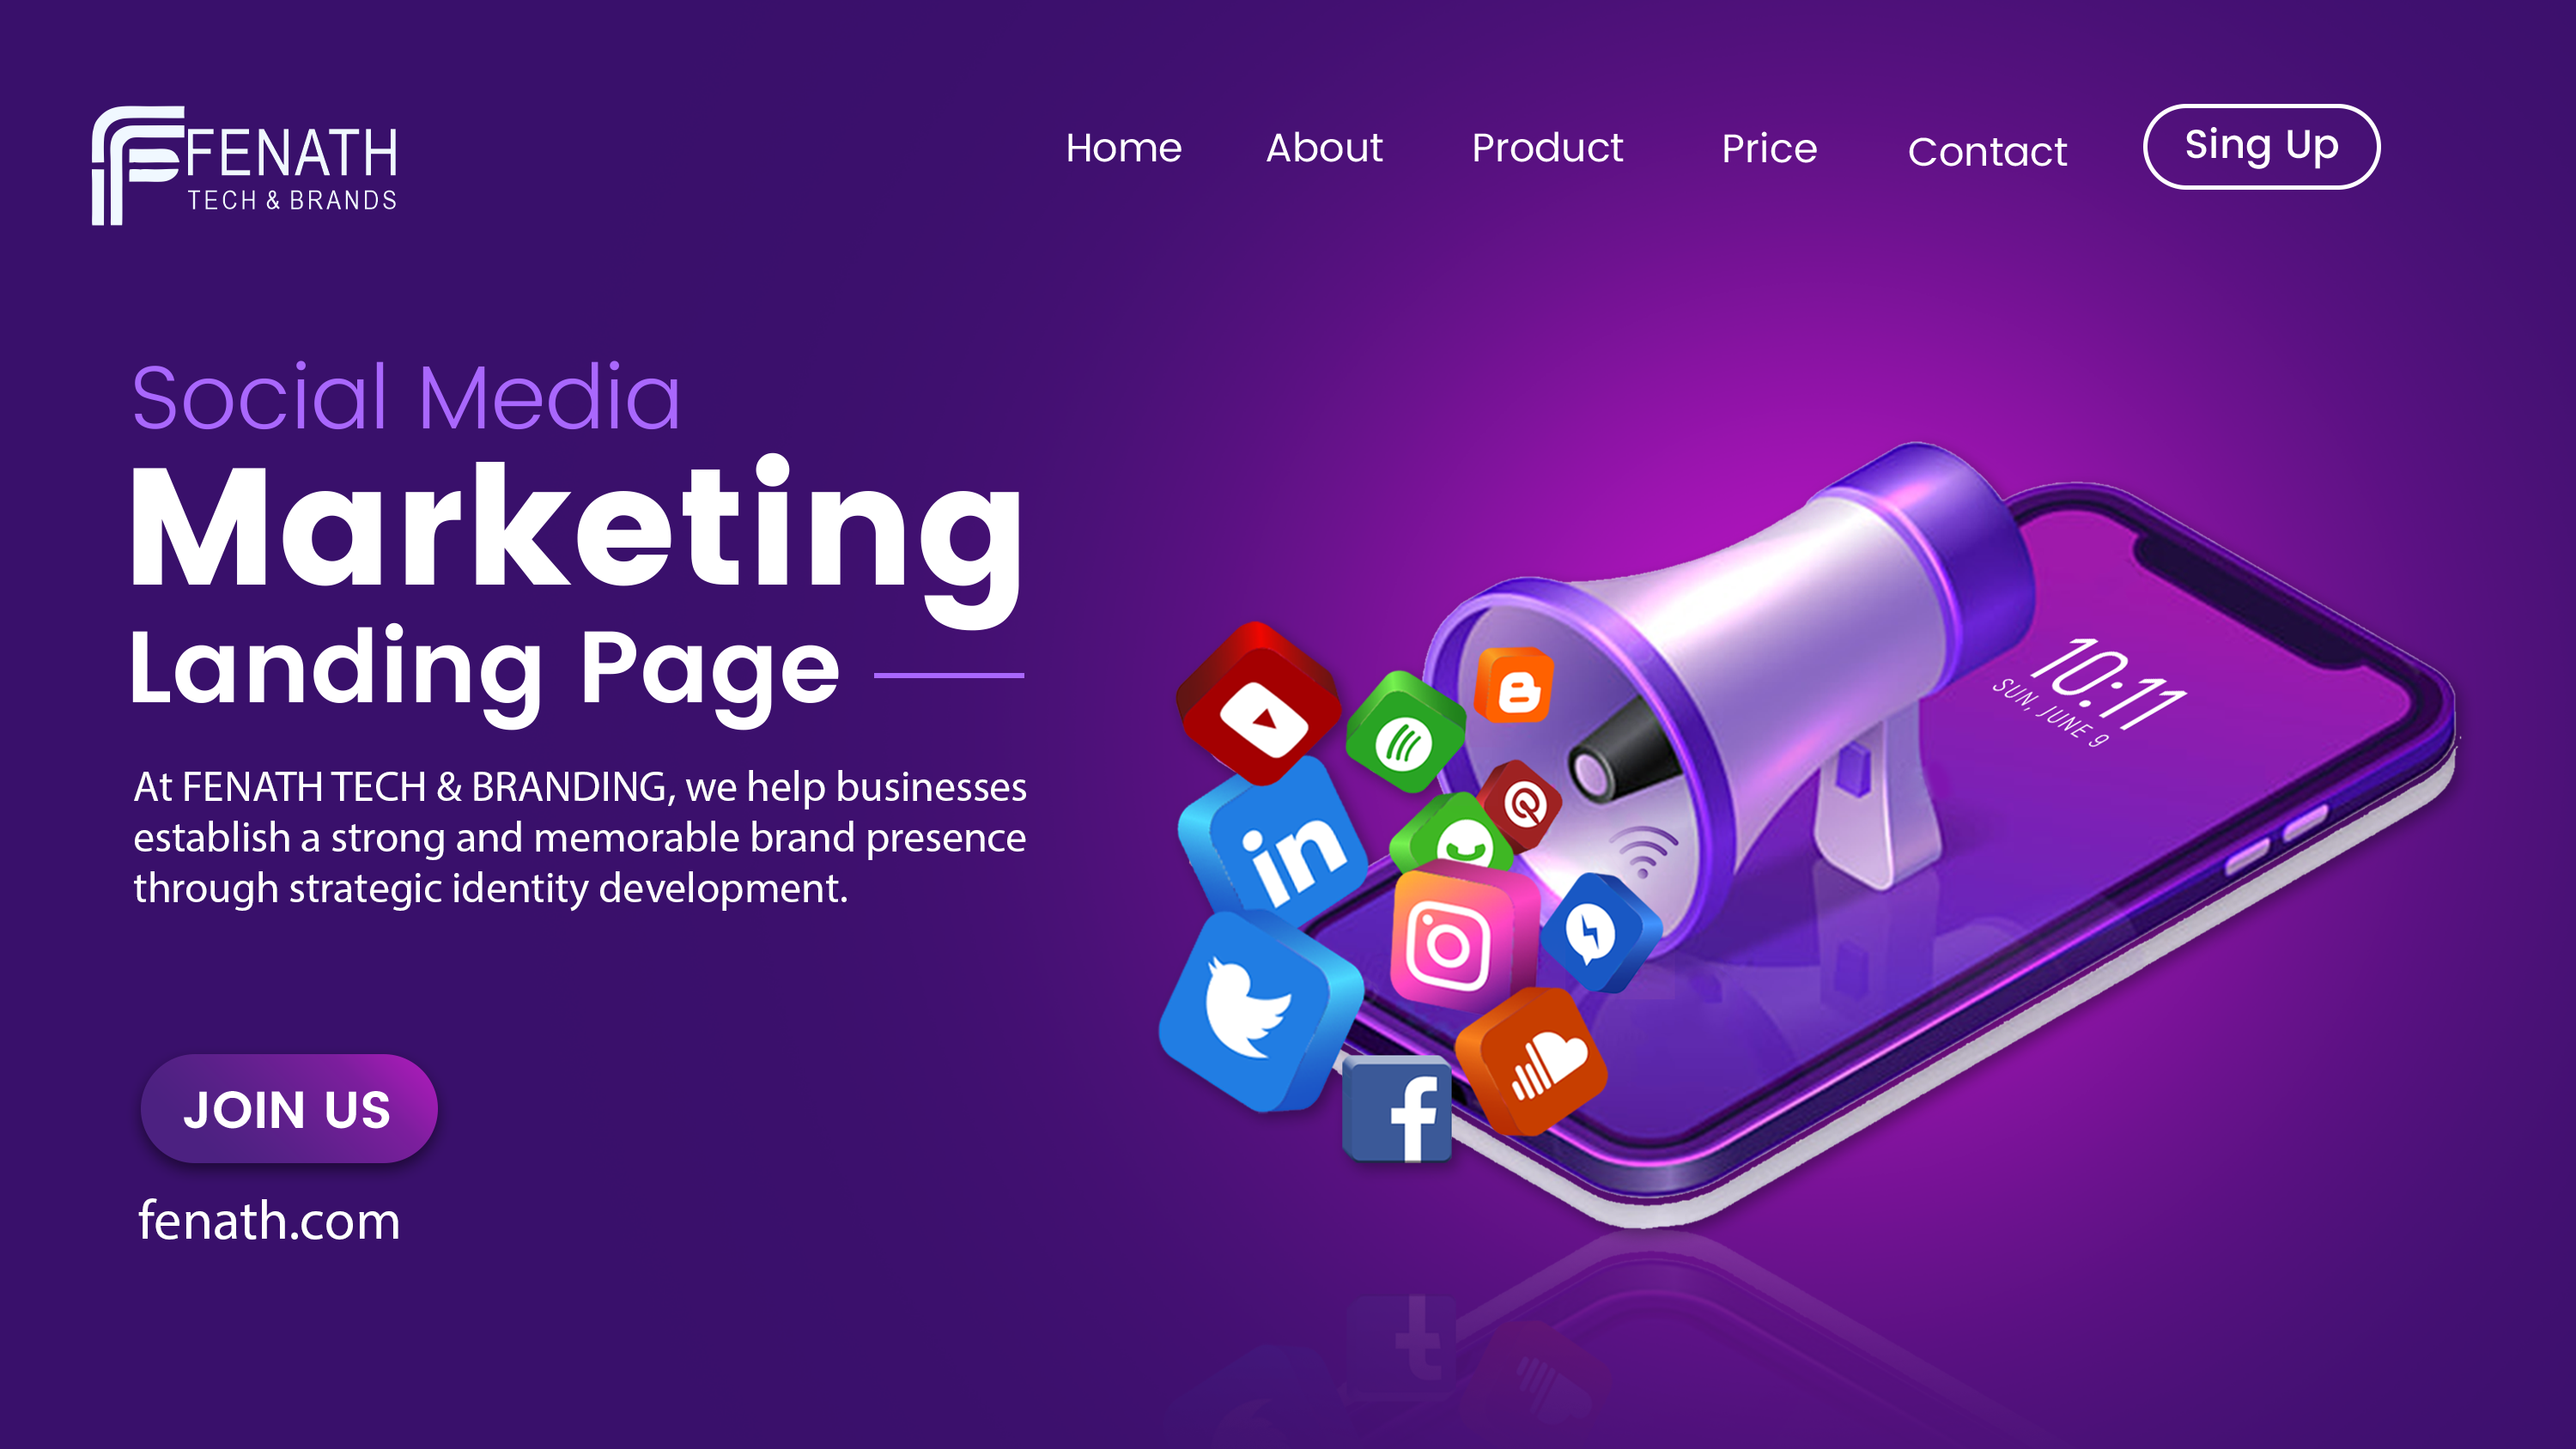 FENATH
TECH & BRANDS
Home
About
Product
Price
Contact
Sing Up
Social Media
Marketing
Landing Page
At FENATH TECH & BRANDING, we help businesses
establish a strong and memorable brand presence
through strategic identity development.
JOIN US
fenath.com
10:11
SUN, JUNE 9
in
f